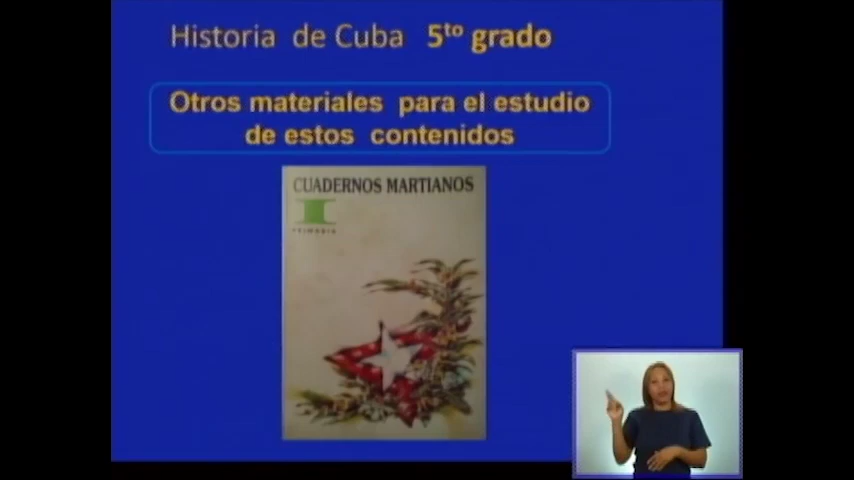 Historia de Cuba 5to grado
Otros materiales para el estudio
de estos contenidos
CUADERNOS MARTIANOS
I
PRIMARIA